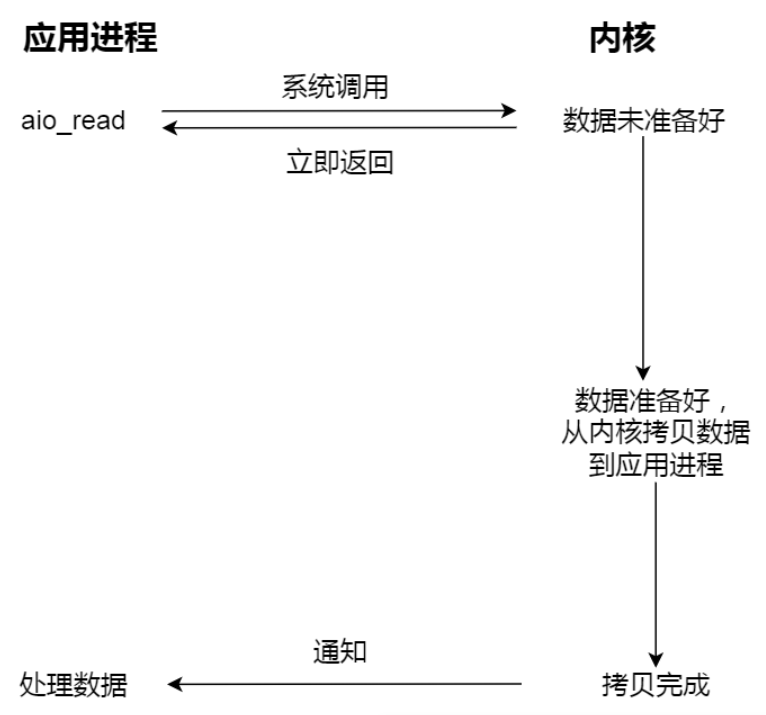 应用进程
内核
系统调用
aio_read
数据未准备好
立即返回
数据准备好，
从内核拷贝数据
到应用进程
通知
处理数据
拷贝完成